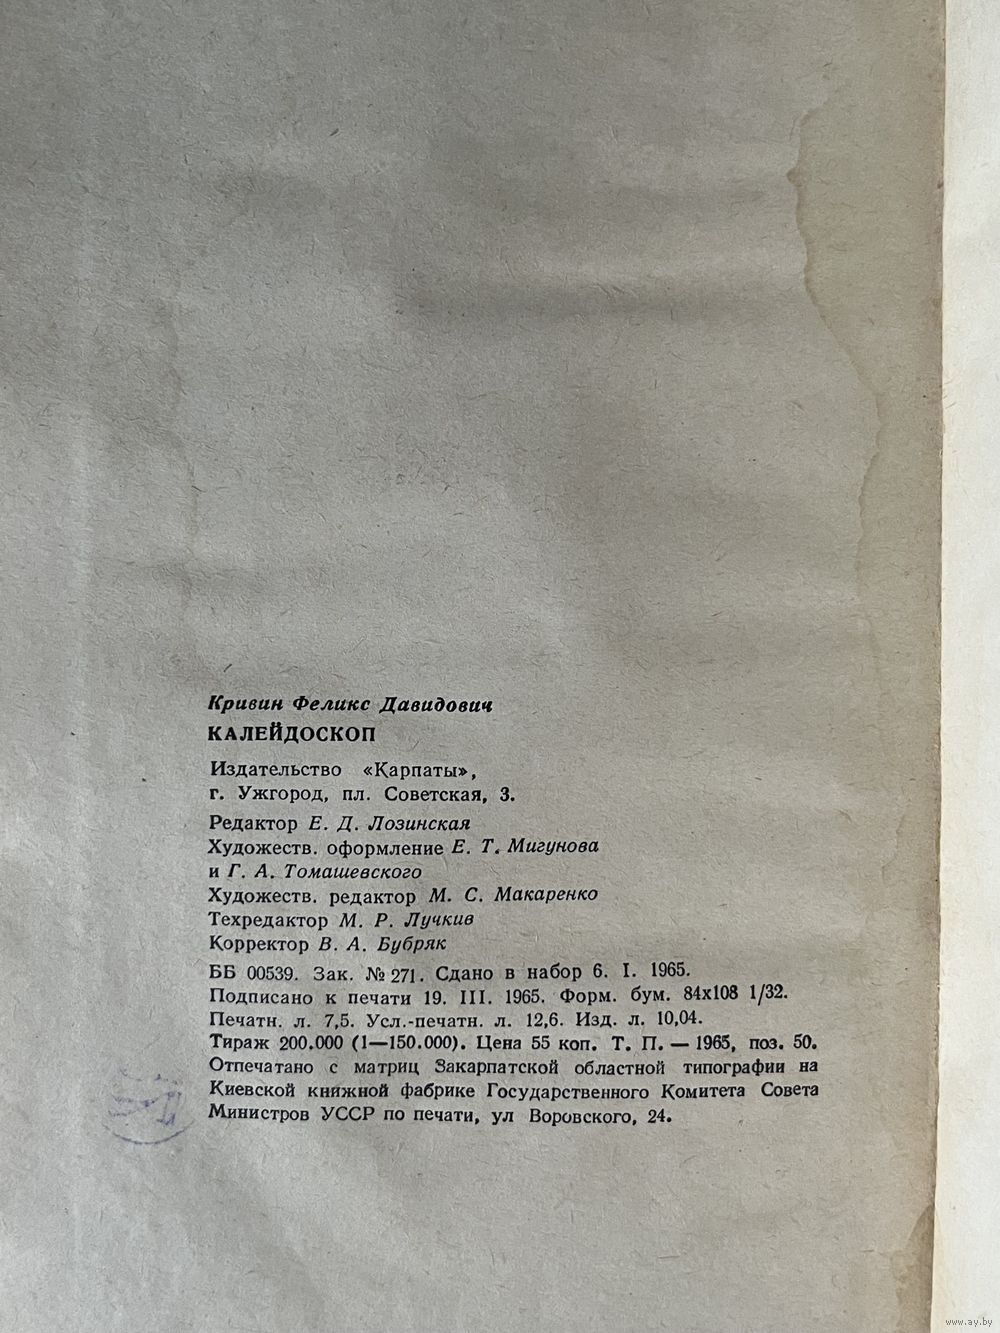 Кривин Феликс Давидович
КАЛЕЙДОСКОП
Издательство «Карпаты»,
г. Ужгород, пл. Советская, 3.
Редактор Е. Д. Лозинская
Художеств. оформление Е. Т. Мигунова
и Г. А. Томашевского
Художеств. редактор М. С. Макаренко
Техредактор М. Р. Лучкив
Корректор В. А. Бубряк
ББ 00539. Зак. №271. Сдано в набор 6. I. 1965.
Подписано к печати 19. III. 1965. Форм. бум. 84х108 1/32.
Печатн. л. 7,5. Усл.-печатн. л. 12,6. Изд. л. 10,04.
Тираж 200.000 (1—150.000). Цена 55 коп. Т. П. — 1965, поз. 50.
Отпечатано с матриц Закарпатской областной типографии на
Киевской книжной фабрике Государственного Комитета Совета
Министров УССР по печати, ул Воровского, 24.
www.ay.by